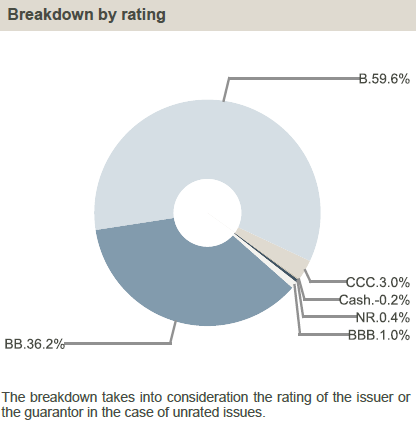 Breakdown by rating
B.59.6%
CCC.3.0%
Cash.-0.2%
NR.0.4%
BBB.1.0%
BB.36.2%
The breakdown takes into consideration the rating of the issuer or
the guarantor in the case of unrated issues.